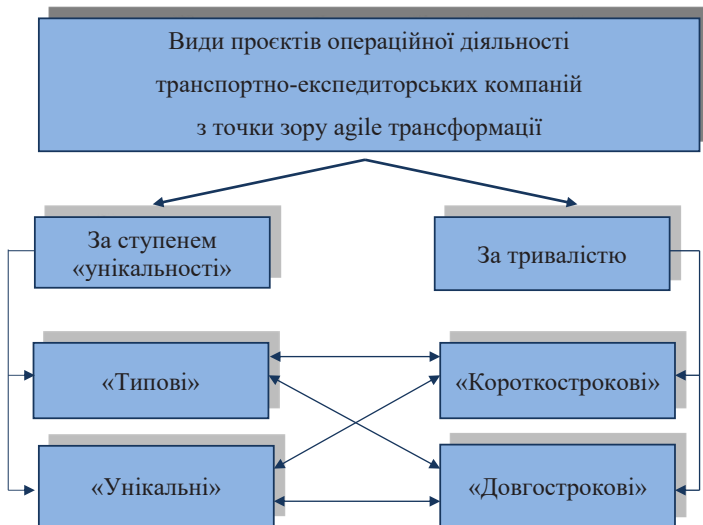 Види проєктів операційної діяльності
транспортно-експедиторських компаній
з точки зору agile трансформації
За ступенем
«унікальності»
За тривалістю
«Типові»
«Короткострокові»
«Унікальні»
«Довгострокові»